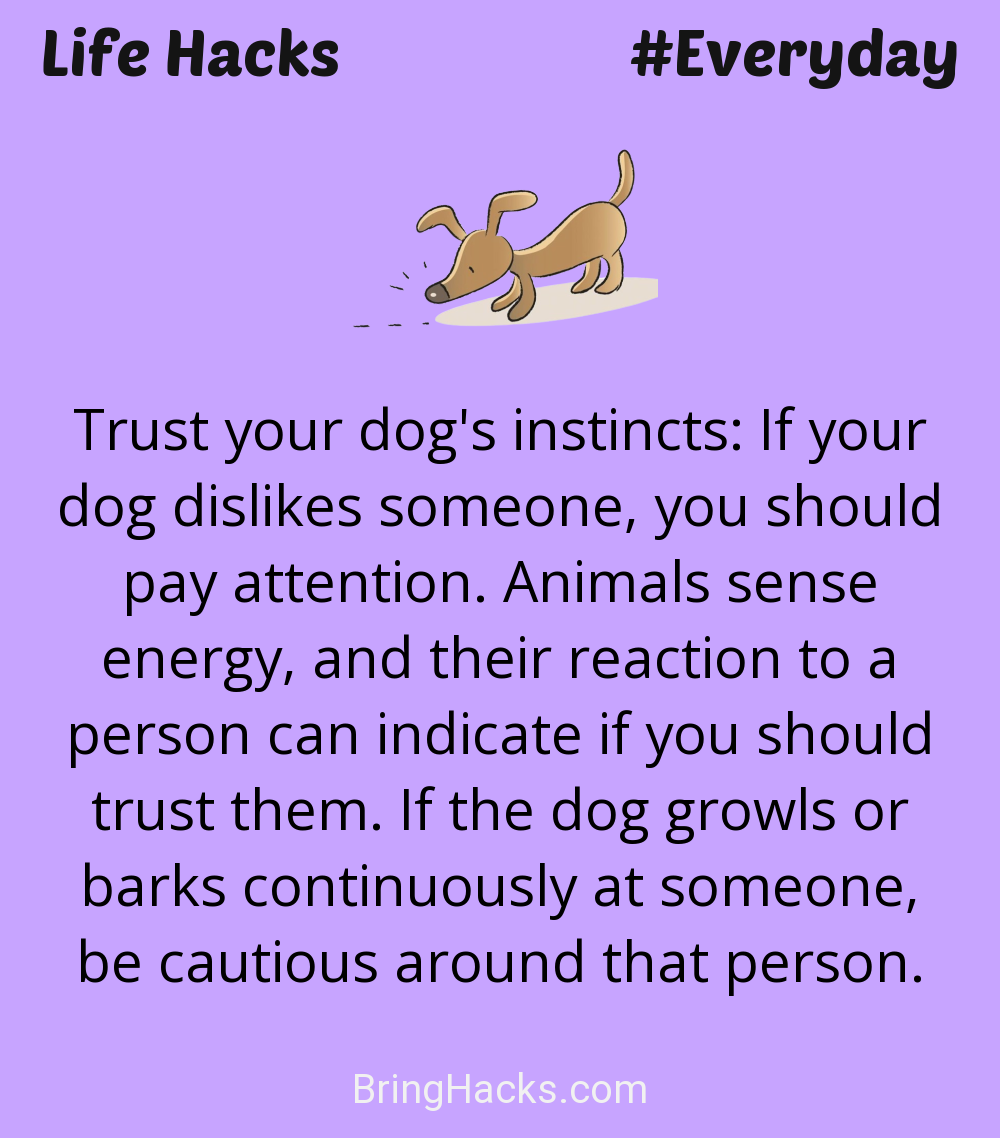 Life Hacks
#Everyday
Trust your dog's instincts: If your
dog dislikes someone, you should
pay attention. Animals sense
energy, and their reaction to a
person can indicate if you should
trust them. If the dog growls or
barks continuously at someone,
be cautious around that person.
BringHacks.com